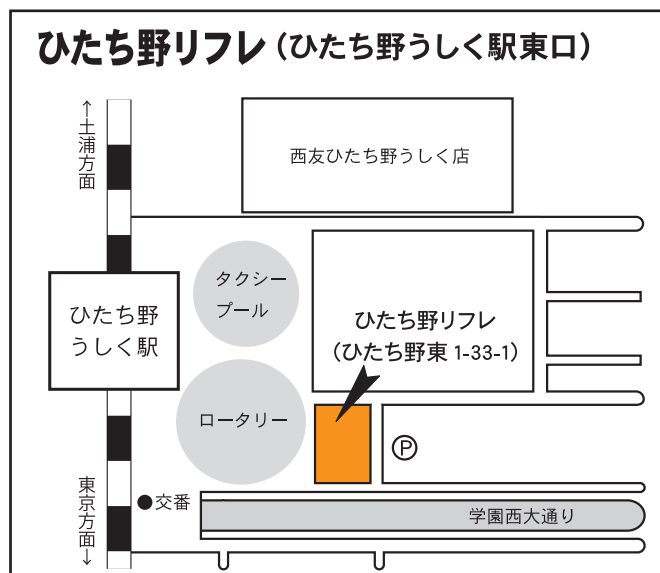 ひたち野リフレ(ひたち野うしく駅東口)
↑土浦方面
西友ひたち野うしく店
タクシー
プール
ひたち野
うしく駅
ひたち野リフレ
(ひたち野東 1-33-1)
ロータリー
P
東京方面↓
●交番
学園西大通り